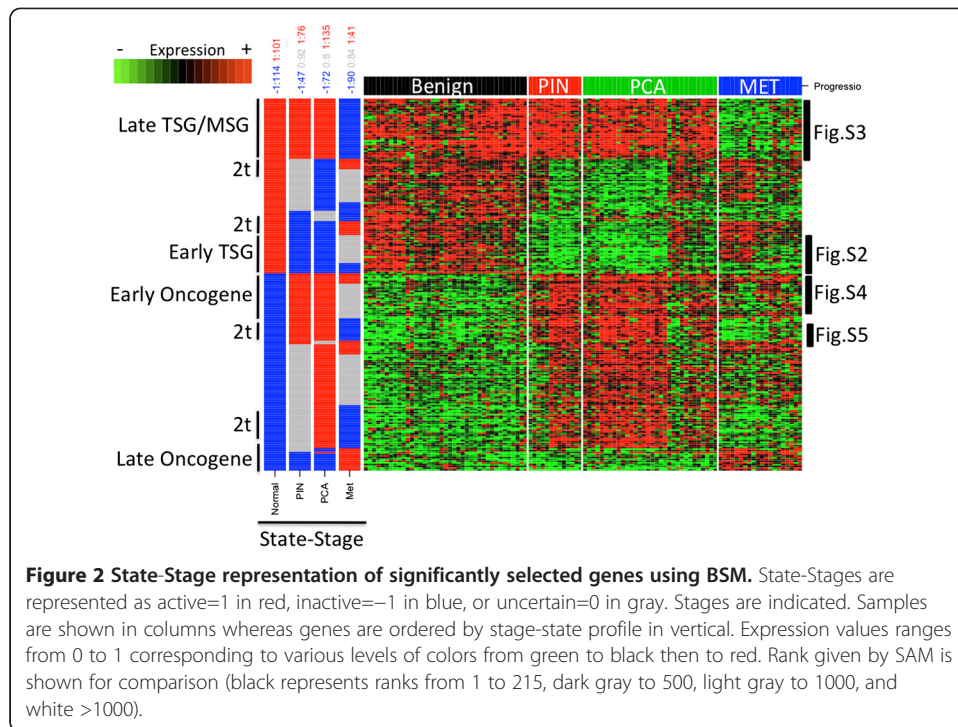 - Expression +
-1:114 1:101
-1:47 0:92 1:76
-1:72 0:8 1:135
-1:90 0:84 1:41
Benign PIN PCA MET Progressio
Late TSG/MSG
Fig.S3
2t
2t
Early TSG
Fig.S2
Early Oncogene
Fig.S4
2t
Fig.S5
2t
Late Oncogene
Normal
PIN
PCA
Met
State-Stage
Figure 2 State-Stage representation of significantly selected genes using BSM. State-Stages are
represented as active=1 in red, inactive=−1 in blue, or uncertain=0 in gray. Stages are indicated. Samples
are shown in columns whereas genes are ordered by stage-state profile in vertical. Expression values ranges
from 0 to 1 corresponding to various levels of colors from green to black then to red. Rank given by SAM is
shown for comparison (black represents ranks from 1 to 215, dark gray to 500, light gray to 1000, and
white >1000).